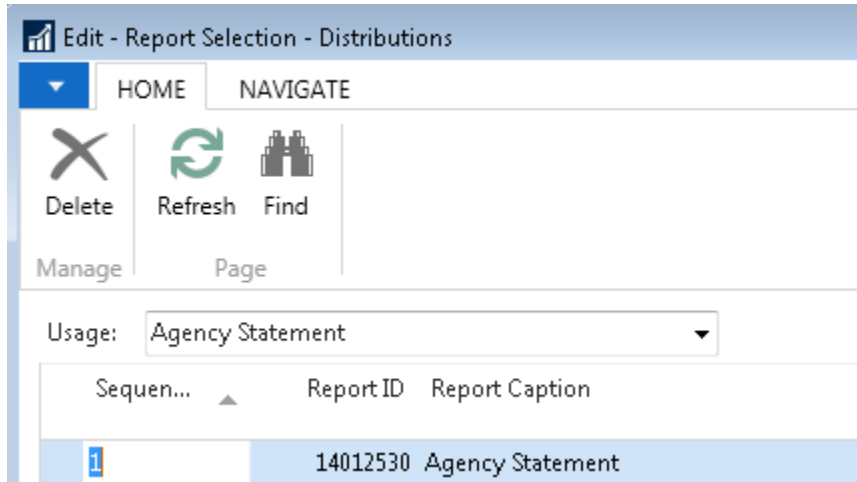 Edit - Report Selection - Distributions
HOME NAVIGATE
Delete Refresh Find
Manage Page
Usage: Agency Statement
Sequen... Report ID Report Caption
1 14012530 Agency Statement